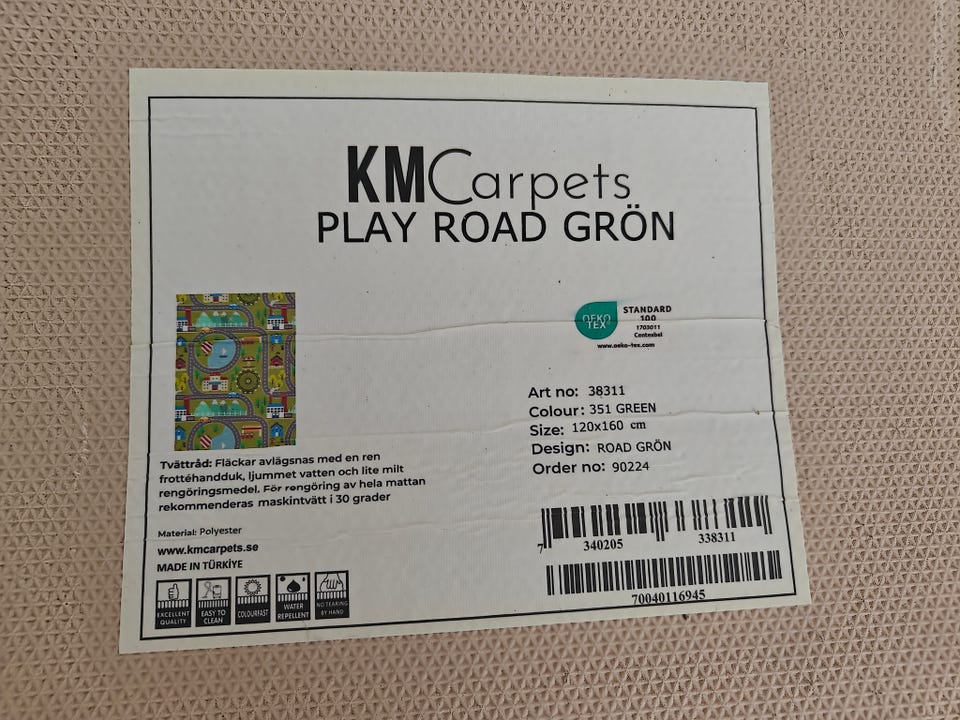 KMCarpets
PLAY ROAD GRÖN
OEKO
TEX®
STANDARD
100
1703011
Centexbel
www.oeko-tex.com
Art no: 38311
Colour: 351 GREEN
Size: 120x160 cm
Design: ROAD GRÖN
Order no: 90224
Tvättråd: Fläckar avlägsnas med en ren
frottéhandduk, ljummet vatten och lite milt
rengöringsmedel. För rengöring av hela mattan
rekommenderas maskintvätt i 30 grader
Material: Polyester
www.kmcarpets.se
MADE IN TÜRKİYE
EXCELLENT
QUALITY
EASY TO
CLEAN
COLOURFAST
WATER
REPELLENT
NO TEARING
BY HAND
7 340205 338311
70040116945